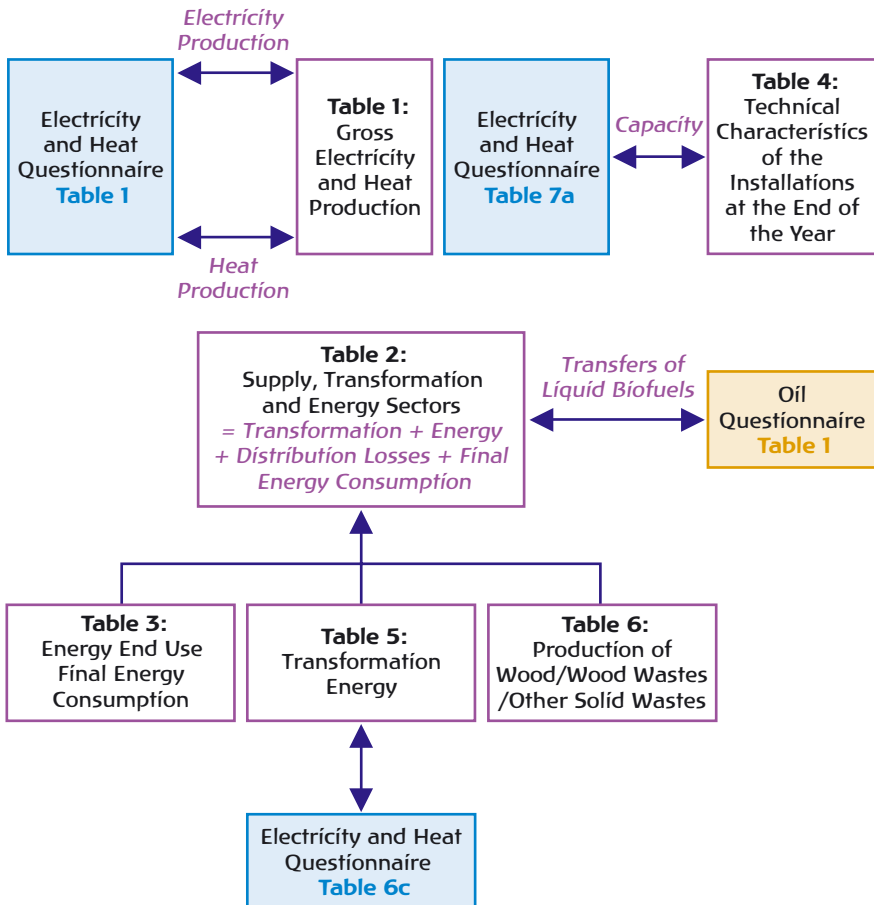 Electricity
Production
Electricity
and Heat
Questionnaire
Table 1
Table 1:
Gross
Electricity
and Heat
Production
Heat
Production
Electricity
and Heat
Questionnaire
Table 7a
Capacity
Table 4:
Technical
Characteristics
of the
Installations
at the End of
the Year
Table 2:
Supply, Transformation
and Energy Sectors
= Transformation + Energy
+ Distribution Losses + Final
Energy Consumption
Transfers of
Liquid Biofuels
Oil
Questionnaire
Table 1
Table 3:
Energy End Use
Final Energy
Consumption
Table 5:
Transformation
Energy
Table 6:
Production of
Wood/Wood Wastes
/Other Solid Wastes
Electricity and Heat
Questionnaire
Table 6c